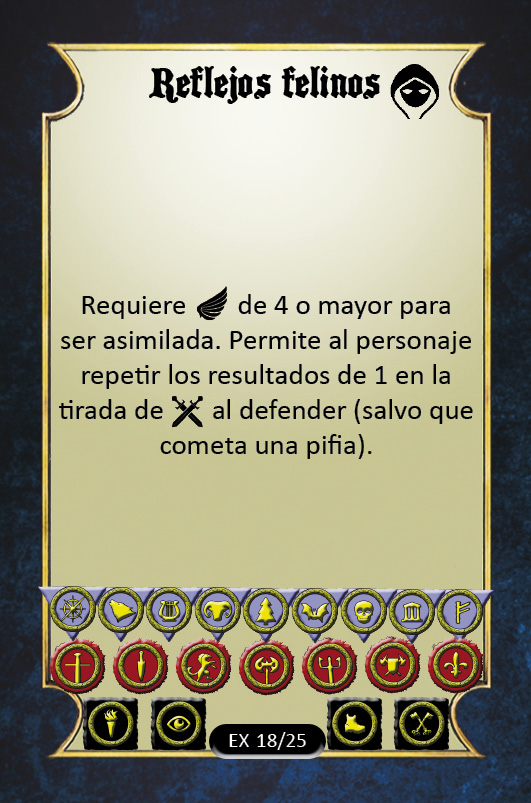 Reflejos felinos
Requiere de 4 o mayor para
ser asimilada. Permite al personaje
repetir los resultados de 1 en la
tirada de al defender (salvo que
cometa una pifia).
EX 18/25